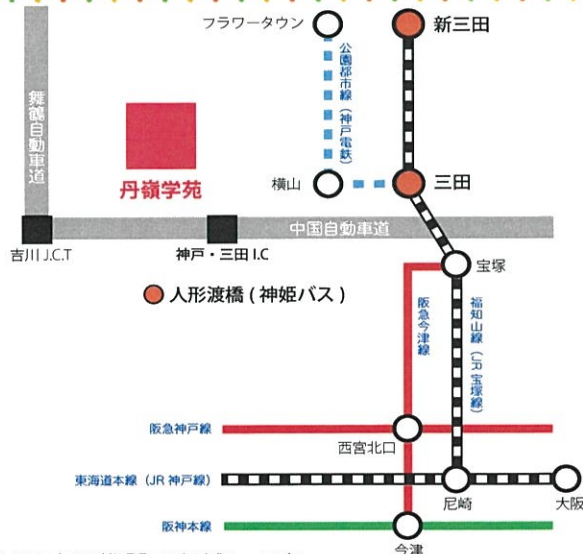 フラワータウン
新三田
公園都市線(神戸電鉄)
舞鶴自動車道
丹嶺学苑
横山
三田
中国自動車道
吉川 J.C.T
神戸・三田 I.C
宝塚
人形渡橋 ( 神姫バス )
阪急今津線
福知山線(JR 宝塚線)
阪急神戸線
西宮北口
東海道本線(JR 神戸線)
尼崎
大阪
阪神本線
今津